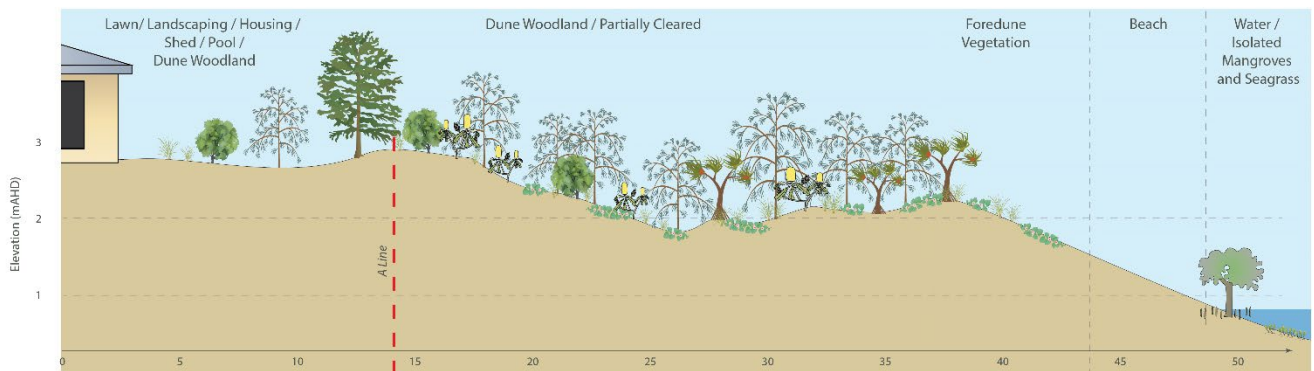 Lawn/ Landscaping / Housing /
Shed / Pool /
Dune Woodland
Dune Woodland / Partially Cleared
Foredune
Vegetation
Beach
Water /
Isolated
Mangroves
and Seagrass
Elevation (mAHD)
3
2
1
A Line
0 5 10 15 20 25 30 35 40 45 50